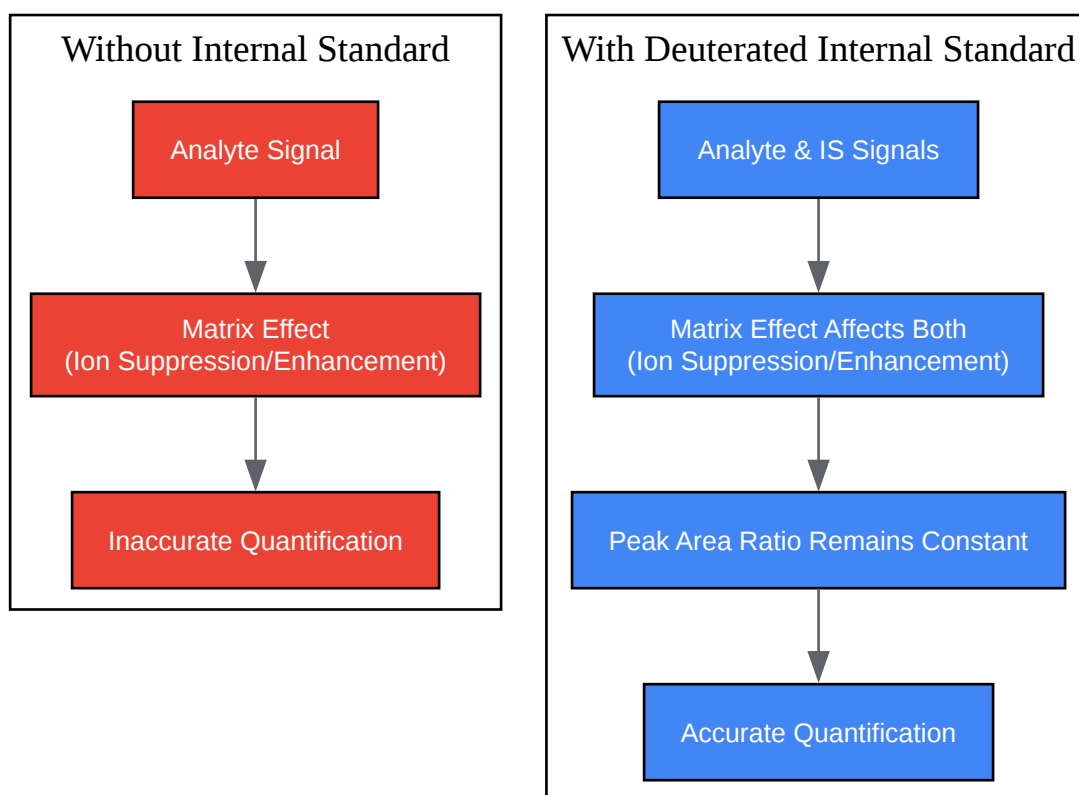 Without Internal Standard
Analyte Signal
Matrix Effect
(Ion Suppression/Enhancement)
Inaccurate Quantification
With Deuterated Internal Standard
Analyte & IS Signals
Matrix Effect Affects Both
(Ion Suppression/Enhancement)
Peak Area Ratio Remains Constant
Accurate Quantification